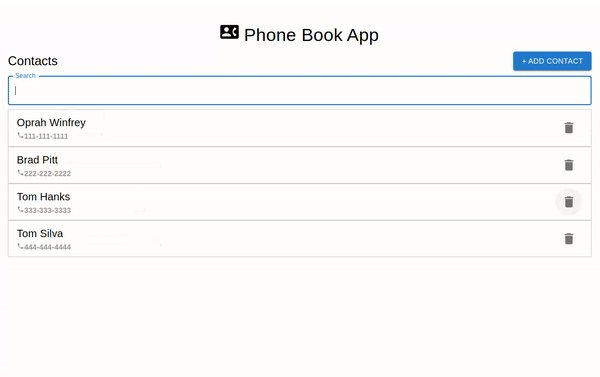 Phone Book App
Contacts
+ ADD CONTACT
Search
Oprah Winfrey
111-111-1111
Brad Pitt
222-222-2222
Tom Hanks
333-333-3333
Tom Silva
444-444-4444